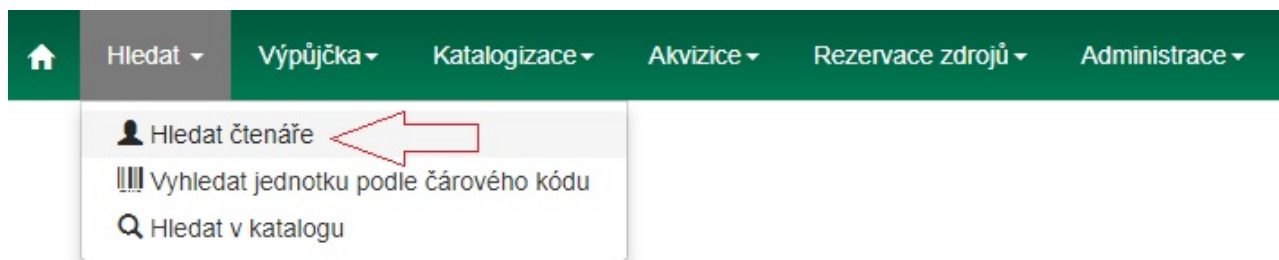 Hledat Výpůjčka Katalogizace Akvizice Rezervace zdrojů Administrace
Hledat čtenáře
Vyhledat jednotku podle čárového kódu
Hledat v katalogu